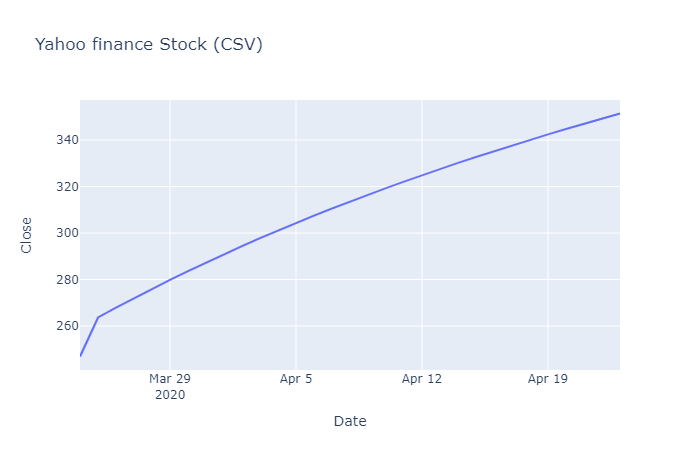 Yahoo finance Stock (CSV)
340
320
300
280
260
Close
Mar 29
2020
Apr 5
Apr 12
Apr 19
Date